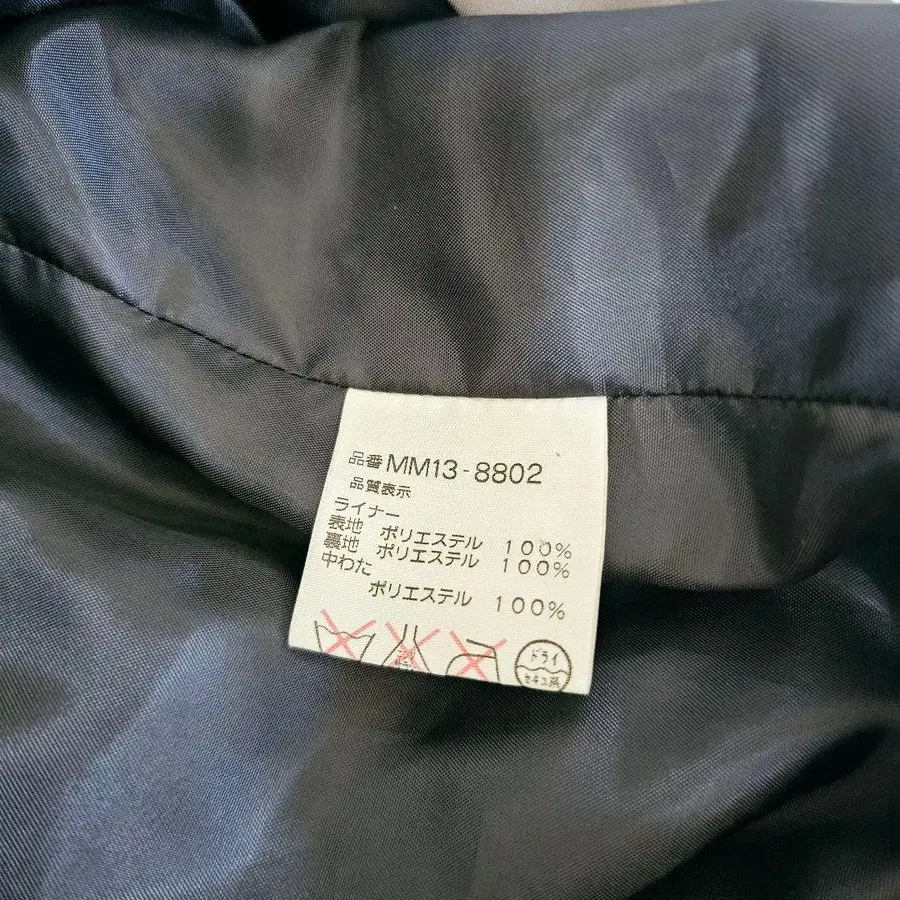 品番 MM13-8802
品質表示
ライナー
表地 ポリエステル 100%
裏地 ポリエステル 100%
中わた
ポリエステル 100%
ドライ
セキユ系